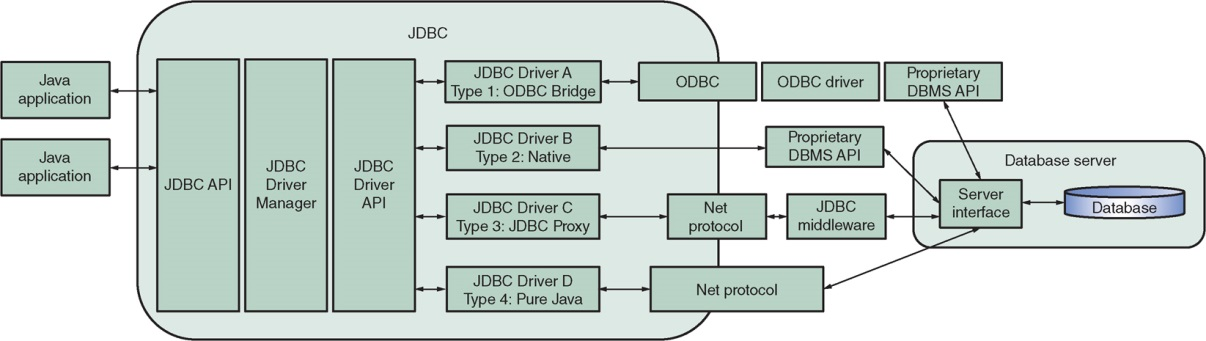 JDBC
Java
application
Java
application
JDBC API
JDBC
Driver
Manager
JDBC
Driver
API
JDBC Driver A
Type 1: ODBC Bridge
ODBC
ODBC driver
Proprietary
DBMS API
JDBC Driver B
Type 2: Native
Proprietary
DBMS API
JDBC Driver C
Type 3: JDBC Proxy
Net
protocol
JDBC
middleware
JDBC Driver D
Type 4: Pure Java
Net protocol
Database server
Server
interface
Database